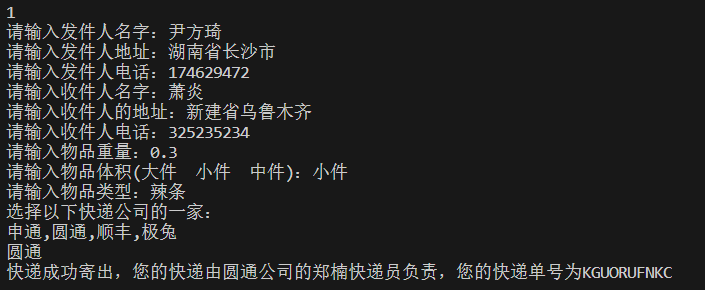 1
请输入发件人名字：尹方琦
请输入发件人地址：湖南省长沙市
请输入发件人电话：174629472
请输入收件人名字：萧炎
请输入收件人的地址：新建省乌鲁木齐
请输入收件人电话：325235234
请输入物品重量：0.3
请输入物品体积(大件  小件  中件)：小件
请输入物品类型：辣条
选择以下快递公司的一家：
申通,圆通,顺丰,极兔
圆通
快递成功寄出，您的快递由圆通公司的郑楠快递员负责，您的快递单号为KGUORUFNKC